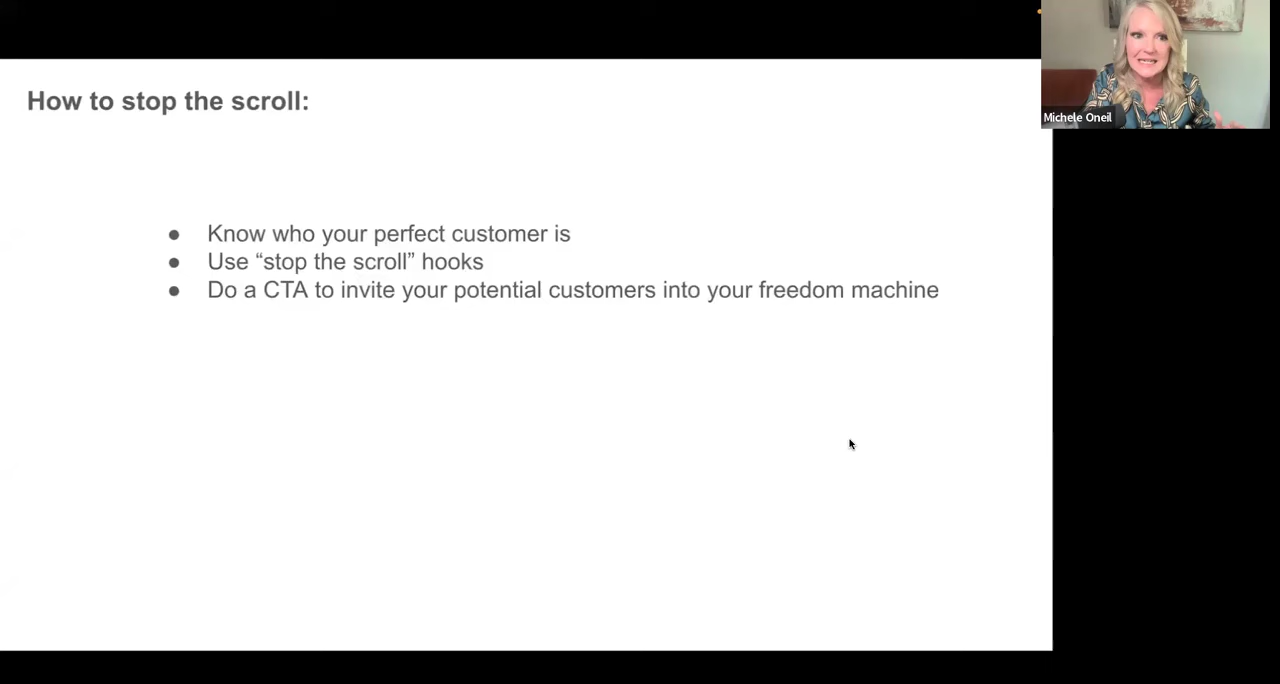 How to stop the scroll:
● Know who your perfect customer is
● Use “stop the scroll” hooks
● Do a CTA to invite your potential customers into your freedom machine
Michele Oneil